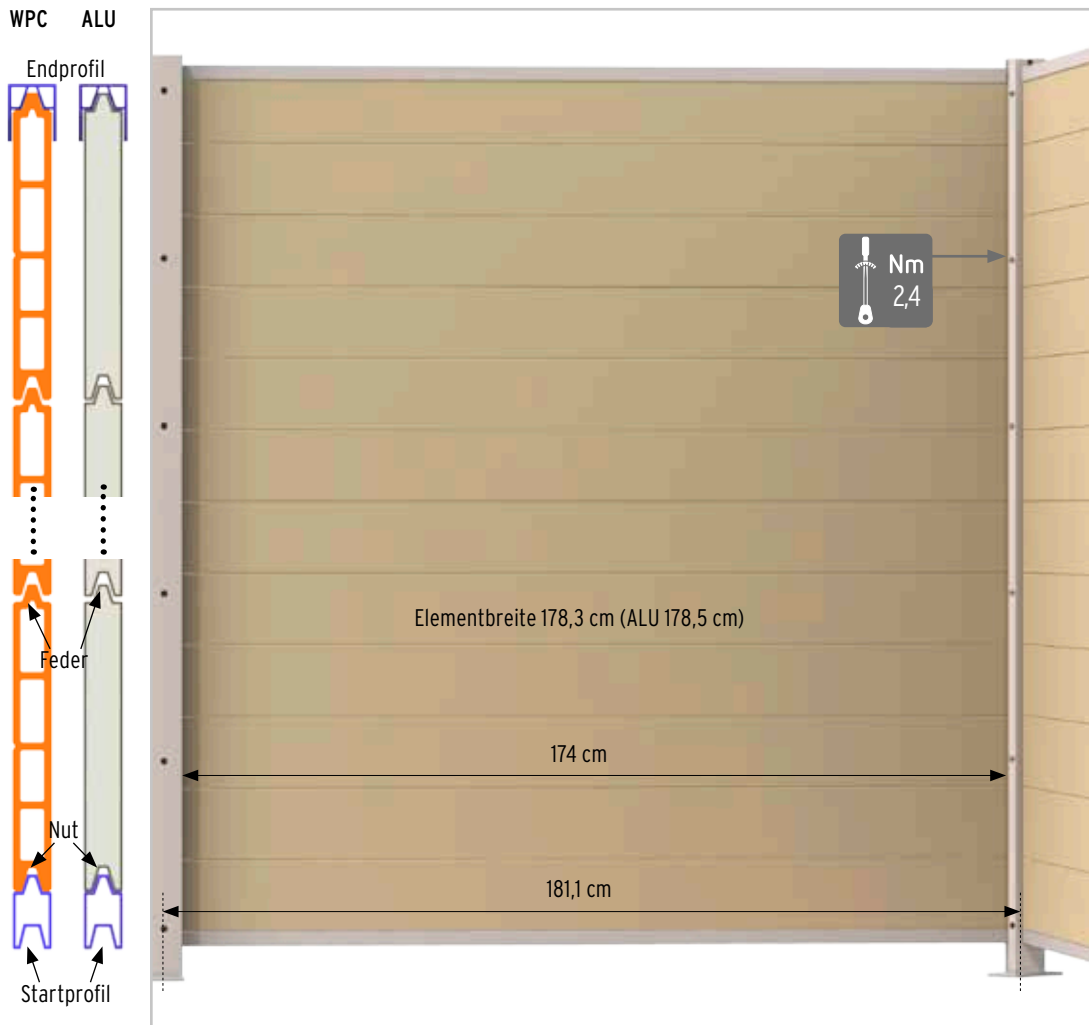 WPC ALU
Endprofil
Nm
2,4
Elementbreite 178,3 cm (ALU 178,5 cm)
Feder
174 cm
Nut
181,1 cm
Startprofil